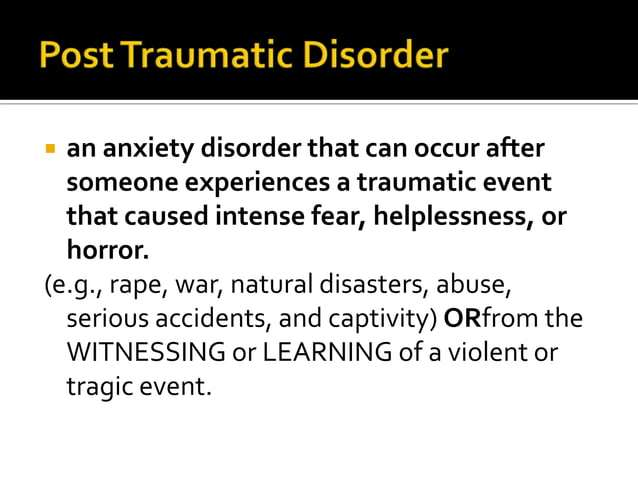 Post Traumatic Disorder
an anxiety disorder that can occur after
someone experiences a traumatic event
that caused intense fear, helplessness, or
horror.
(e.g., rape, war, natural disasters, abuse,
serious accidents, and captivity) ORfrom the
WITNESSING or LEARNING of a violent or
tragic event.